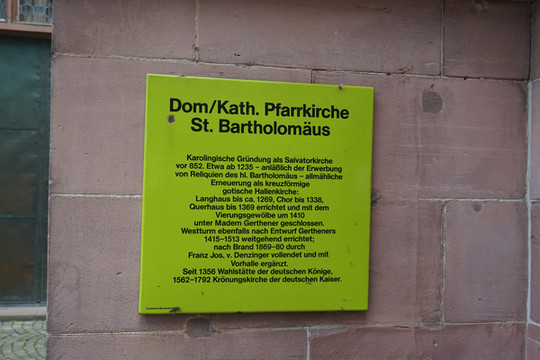 Dom/Kath. Pfarrkirche
St. Bartholomäus
Karolingische Gründung als Salvatorkirche
vor 852. Etwa ab 1235 – anläßlich der Erwerbung
von Reliquien des hl. Bartholomäus – allmähliche
Erneuerung als kreuzförmige
gotische Hallenkirche:
Langhaus bis ca. 1269, Chor bis 1338,
Querhaus bis 1369 errichtet und mit dem
Vierungsgewölbe um 1410
unter Madern Gerthener geschlossen.
Westturm ebenfalls nach Entwurf Gertheners
1415–1513 weitgehend errichtet;
nach Brand 1869–80 durch
Franz Jos, v. Denzinger vollendet und mit
Vorhalle ergänzt.
Seit 1356 Wahlstätte der deutschen Könige,
1562–1792 Krönungskirche der deutschen Kaiser.